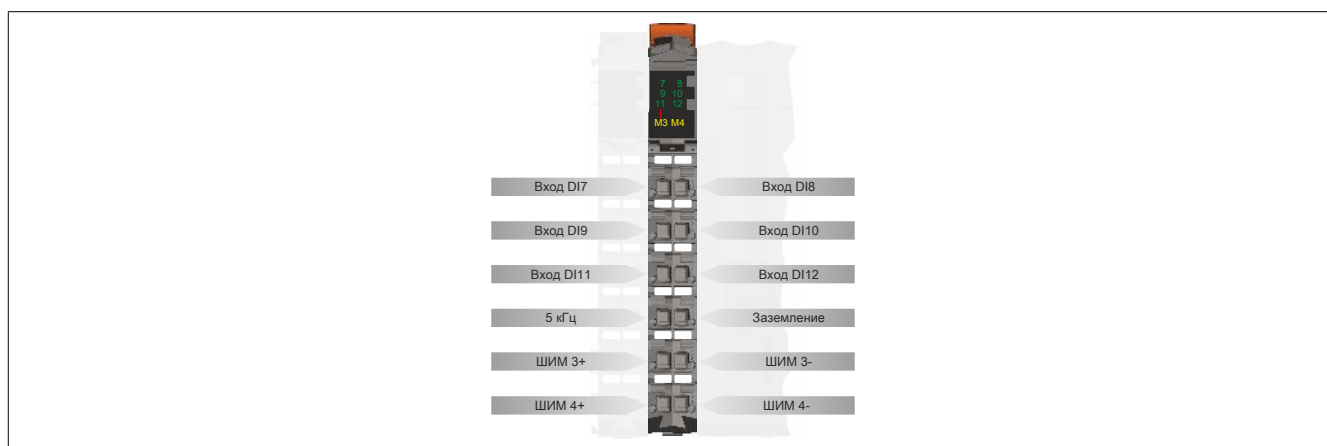 7 8
9 10
11 12
M3 M4
Вход DI7
Вход DI8
Вход DI9
Вход DI10
Вход DI11
Вход DI12
5 кГц
Заземление
ШИМ 3+
ШИМ 3-
ШИМ 4+
ШИМ 4-